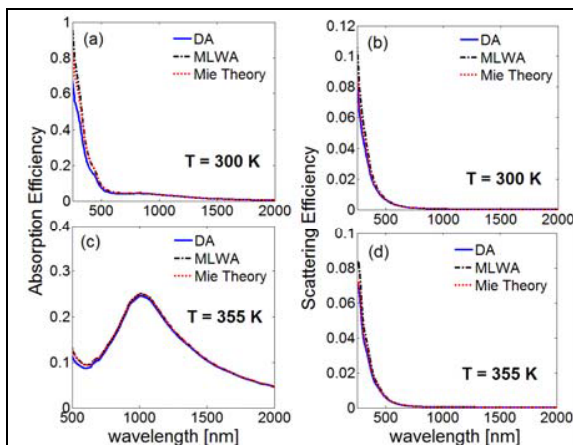 (a)
DA
MLWA
Mie Theory
T = 300 K
Absorption Efficiency
1
0.8
0.6
0.4
0.2
0
500 1000 1500 2000
(b)
DA
MLWA
Mie Theory
T = 300 K
Scattering Efficiency
0.12
0.1
0.08
0.06
0.04
0.02
0
500 1000 1500 2000
(c)
DA
MLWA
Mie Theory
T = 355 K
0.4
0.3
0.2
0.1
0
500 1000 1500 2000
wavelength [nm]
(d)
DA
MLWA
Mie Theory
T = 355 K
0.1
0.08
0.06
0.04
0.02
0
500 1000 1500 2000
wavelength [nm]